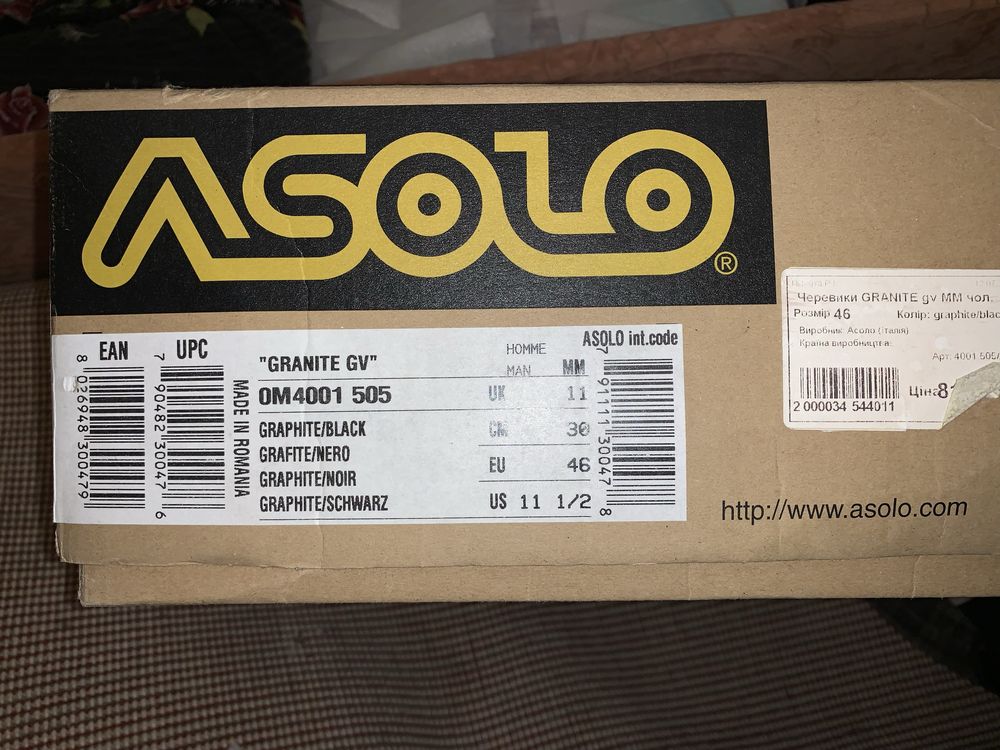 ASOLO®
EAN
8 026948 300479
UPC
7 90482 30047 6
MADE IN ROMANIA
"GRANITE GV"
0M4001 505
GRAPHITE/BLACK
GRAFITE/NERO
GRAPHITE/NOIR
GRAPHITE/SCHWARZ
HOMME
MAN MM
UK 11
CM 30
EU 46
US 11 1/2
ASOLO int.code
7 91111 30047 8
Черевики GRANITE gv MM чол.
Розмір 46 Колір: graphite/blac
Виробник: Асоло (Італія)
Країна виробництва:
Арт: 4001 505/
Ціна 81
2 000034 544011
http://www.asolo.com